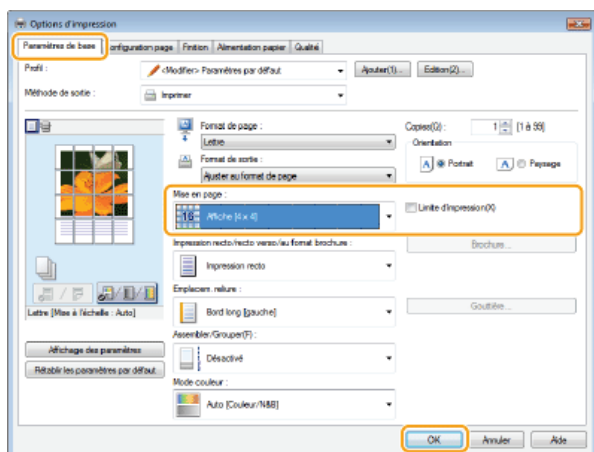 Options d'impression
Paramètres de base  onfiguration page  Finition  Alimentation papier  Qualité
Profil :  <Modifier> Paramètres par défaut  Ajouter(1)...  Edition(2)...
Méthode de sortie :  Imprimer
Format de page :  Copies(Q) :  1  [1 à 99]
Lettre  Orientation
Format de sortie :  A  Portrait  A  Paysage
Ajuster au format de page
Mise en page :
16  Affiche [4 x 4]  Limite d'impression(X)
Impression recto/recto verso/au format brochure :  Brochure...
Impression recto
Emplacem. reliure :
Lettre [Mise à l'échelle : Auto]  Bord long [gauche]  Gouttière...
Assembler/Grouper(F) :
Affichage des paramètres  Désactivé
Rétablir les paramètres par défaut
Mode couleur :
Auto [Couleur/N&B]
OK  Annuler  Aide